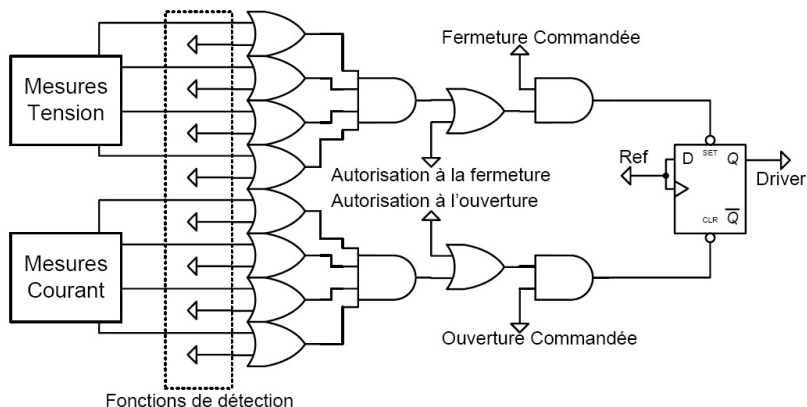 Mesures
Tension
Fermeture Commandée
Autorisation à la fermeture
Autorisation à l'ouverture
Ref
D
SET
Q
CLR
Q
Driver
Mesures
Courant
Ouverture Commandée
Fonctions de détection